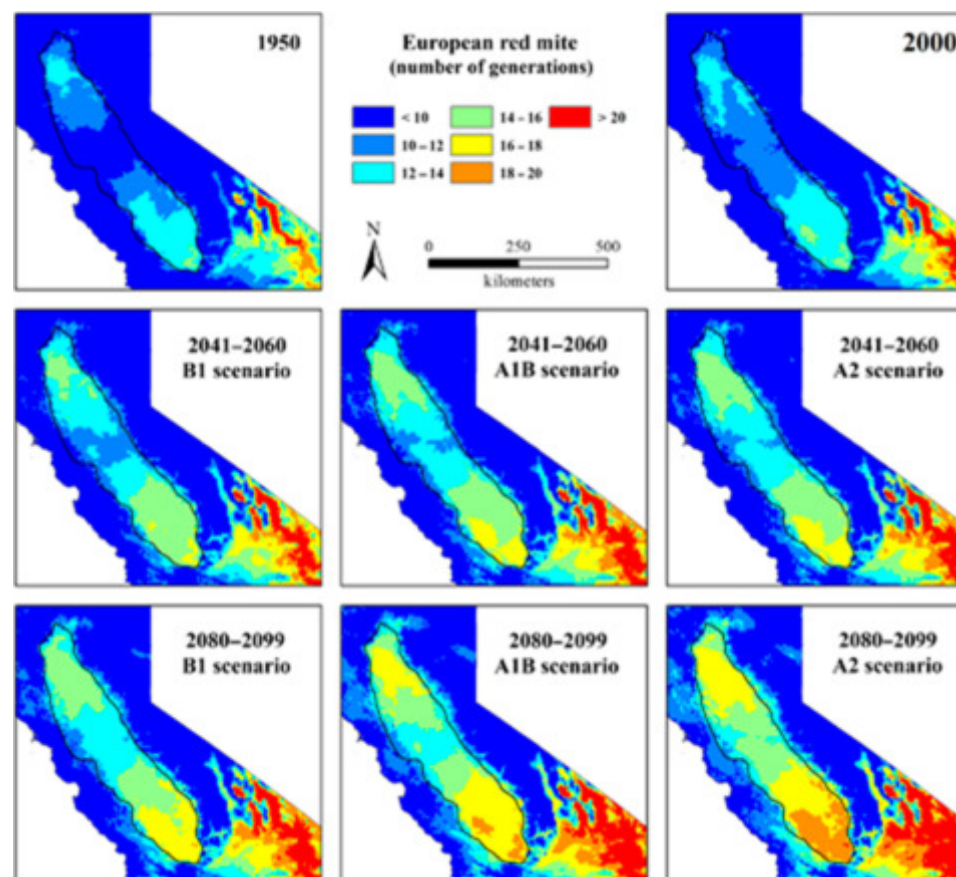 1950
European red mite
(number of generations)
< 10
14 – 16
> 20
10 – 12
16 – 18
12 – 14
18 – 20
N
0 250 500
kilometers
2000
2041–2060
B1 scenario
2041–2060
A1B scenario
2041–2060
A2 scenario
2080–2099
B1 scenario
2080–2099
A1B scenario
2080–2099
A2 scenario